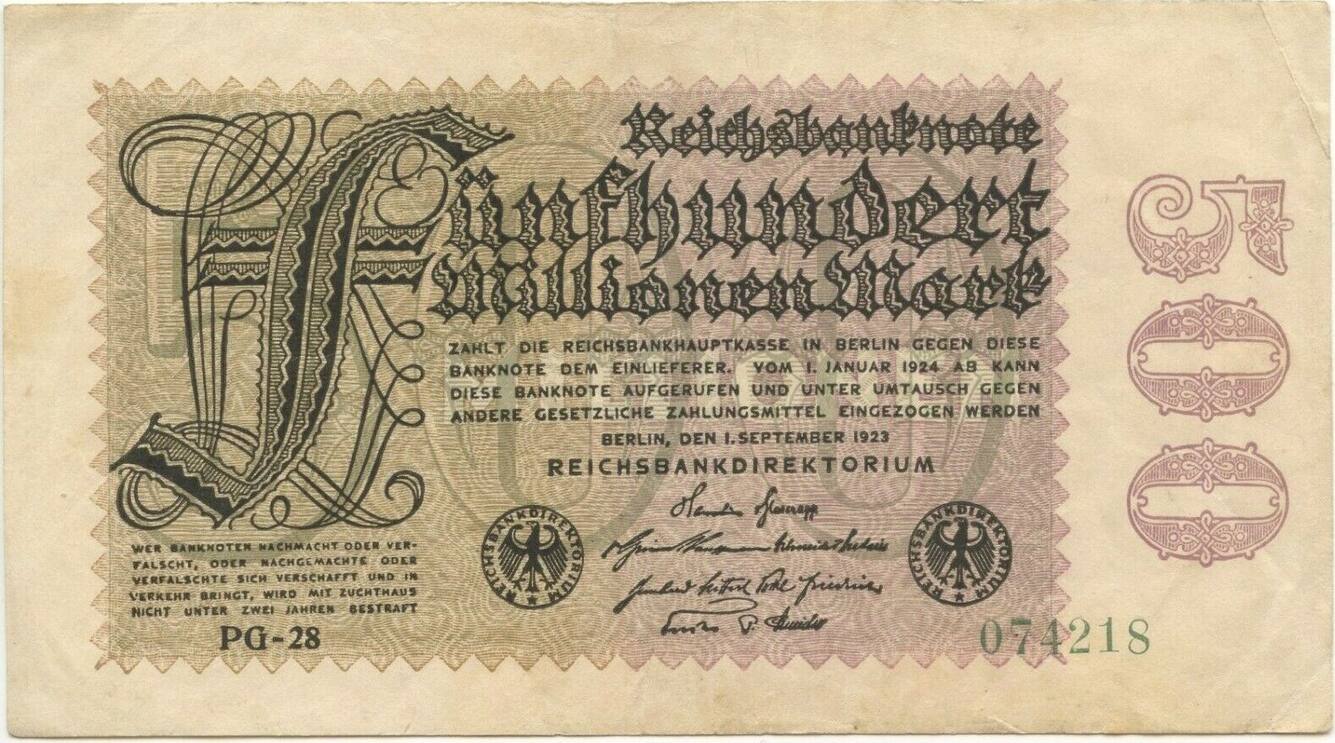 Reichsbanknote
Fünfhundert
Millionen Mark
ZAHLT DIE REICHSBANKHAUPTKASSE IN BERLIN GEGEN DIESE
BANKNOTE DEM EINLIEFERER. VOM 1. JANUAR 1924 AB KANN
DIESE BANKNOTE AUFGERUFEN UND UNTER UMTAUSCH GEGEN
ANDERE GESETZLICHE ZAHLUNGSMITTEL EINGEZOGEN WERDEN
BERLIN, DEN 1. SEPTEMBER 1923
REICHSBANKDIREKTORIUM
REICHSBANKDIREKTORIUM
REICHSBANKDIREKTORIUM
WER BANKNOTEN NACHMACHT ODER VER-
FALSCHT, ODER NACHGEMACHTE ODER
VERFALSCHTE SICH VERSCHAFFT UND IN
VERKEHR BRINGT, WIRD MIT ZUCHTHAUS
NICHT UNTER ZWEI JAHREN BESTRAFT
PG-28
074218
500